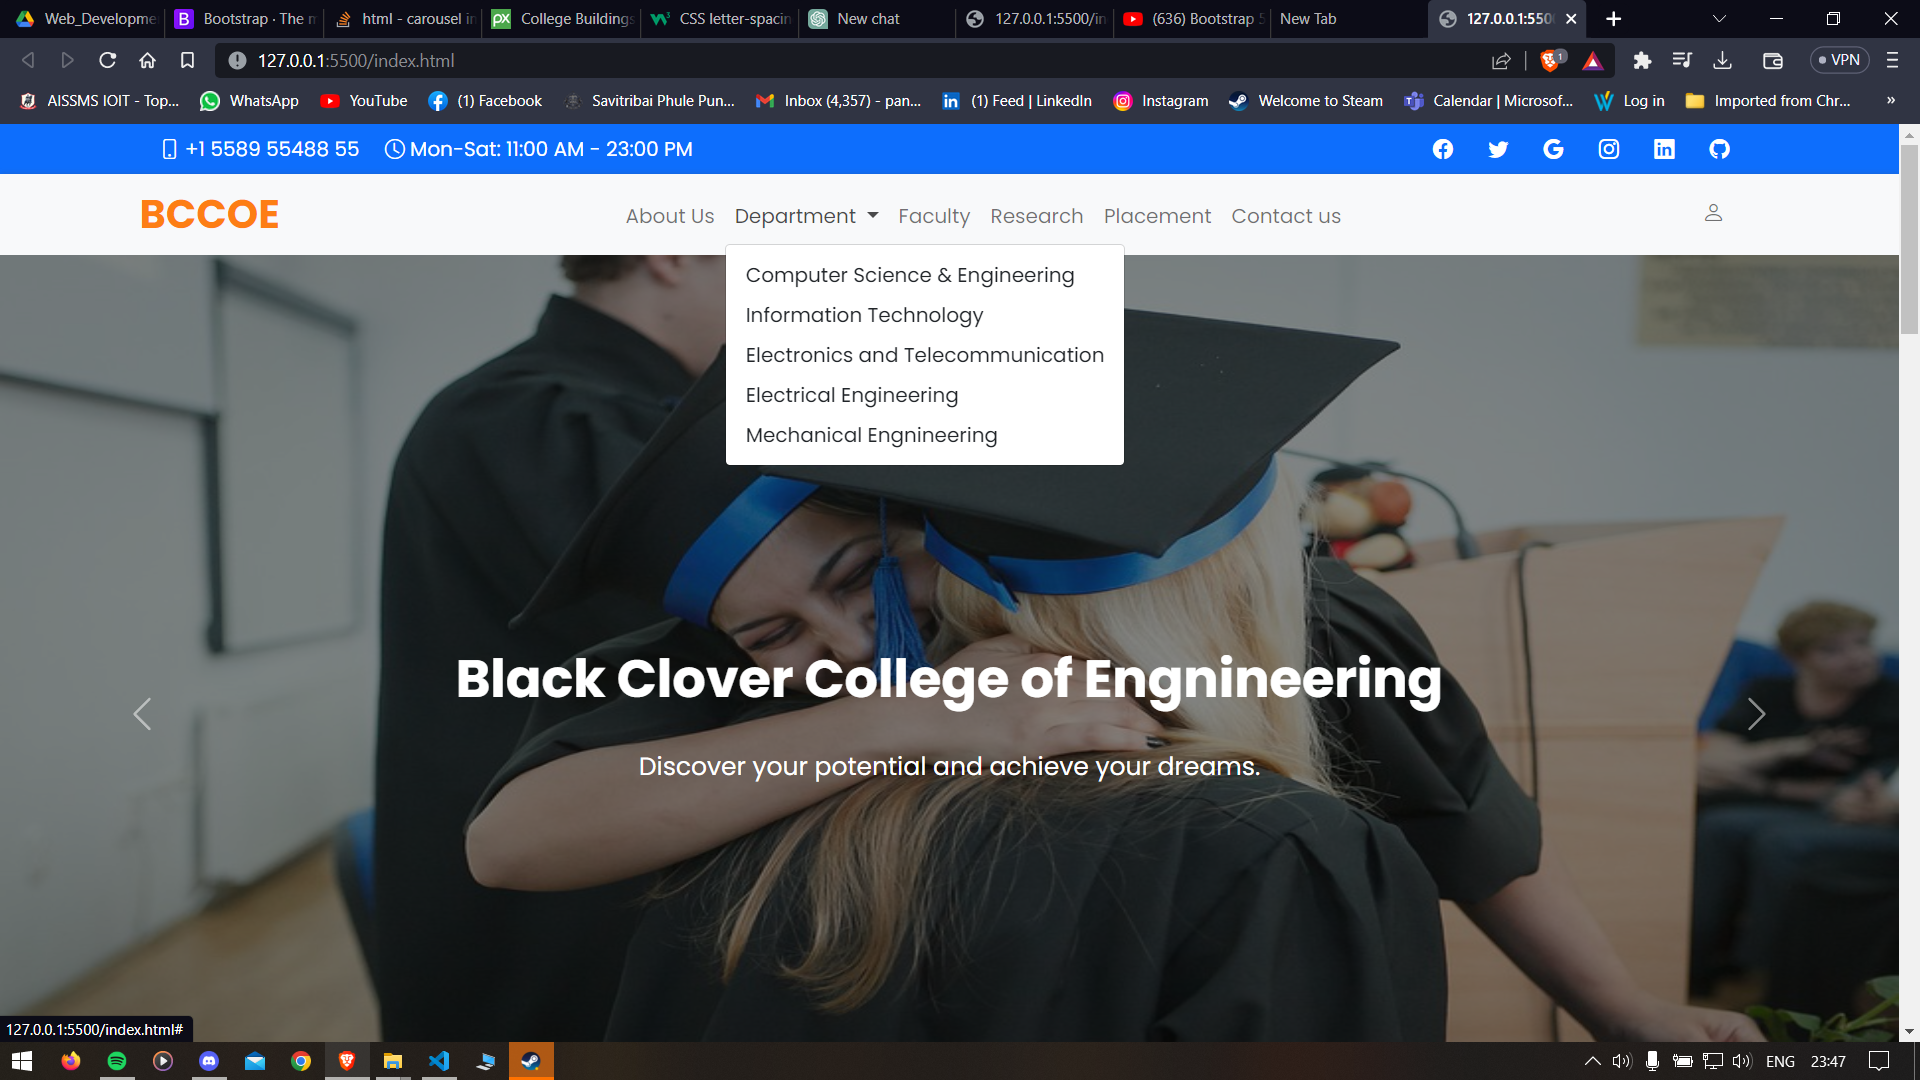 Web_Developme
Bootstrap · The m
html - carousel in
College Buildings
CSS letter-spacin
New chat
127.0.0.1:5500/in
(636) Bootstrap 5
New Tab
127.0.0.1:550
127.0.0.1:5500/index.html
1
VPN
AISSMS IOIT - Top...
WhatsApp
YouTube
(1) Facebook
Savitribai Phule Pun...
Inbox (4,357) - pan...
(1) Feed | LinkedIn
Instagram
Welcome to Steam
Calendar | Microsof...
Log in
Imported from Chr...
»
+1 5589 55488 55
Mon-Sat: 11:00 AM - 23:00 PM
BCCOE
About Us
Department
Faculty
Research
Placement
Contact us
Computer Science & Engineering
Information Technology
Electronics and Telecommunication
Electrical Engineering
Mechanical Engnineering
Black Clover College of Engnineering
Discover your potential and achieve your dreams.
127.0.0.1:5500/index.html#
ENG
23:47